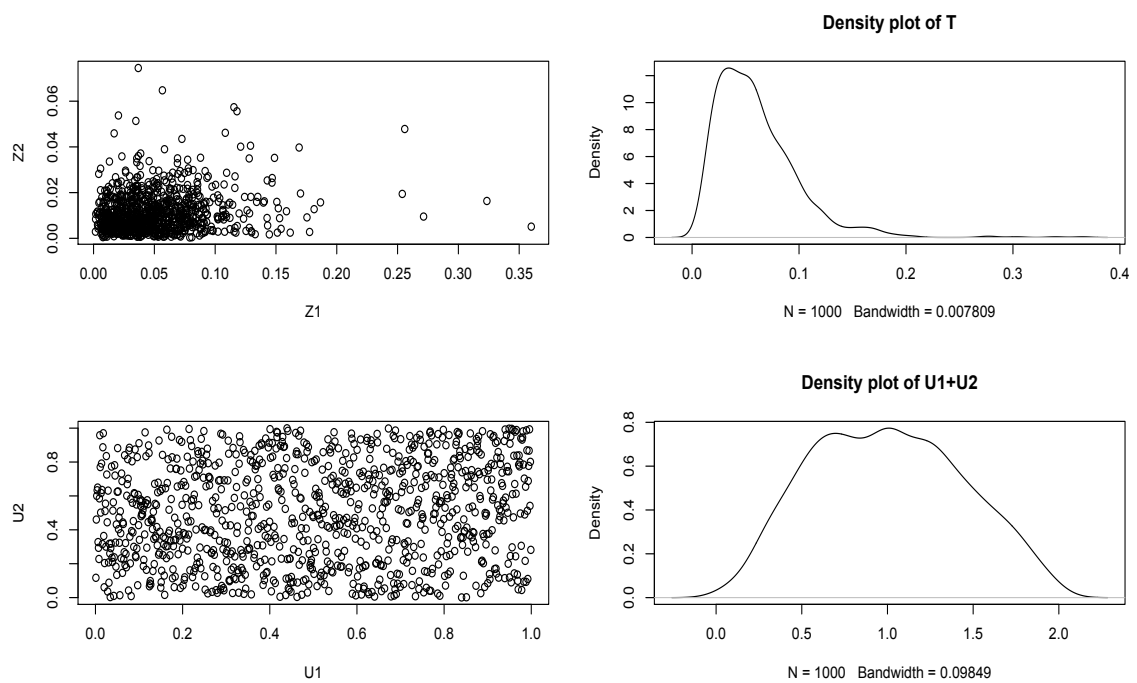 Z2
0.00 0.02 0.04 0.06
0.00 0.05 0.10 0.15 0.20 0.25 0.30 0.35
Z1
Density plot of T
Density
0 2 4 6 8 10
0.0 0.1 0.2 0.3 0.4
N = 1000 Bandwidth = 0.007809
U2
0.0 0.4 0.8
0.0 0.2 0.4 0.6 0.8 1.0
U1
Density plot of U1+U2
Density
0.0 0.2 0.4 0.6 0.8
0.0 0.5 1.0 1.5 2.0
N = 1000 Bandwidth = 0.09849